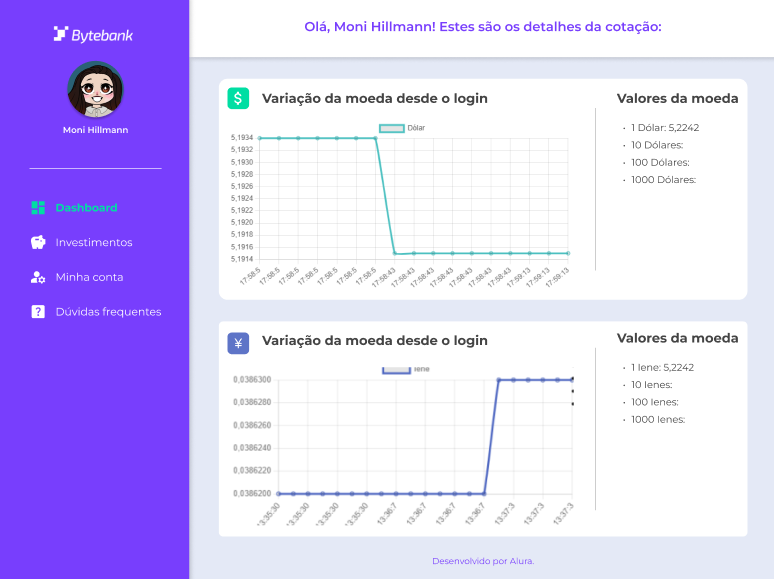 Bytebank
Moni Hillmann
Dashboard
Investimentos
Minha conta
Dúvidas frequentes
Olá, Moni Hillmann! Estes são os detalhes da cotação:
$ Variação da moeda desde o login
Dólar
5,1934
5,1932
5,1930
5,1928
5,1926
5,1924
5,1922
5,1920
5,1918
5,1916
5,1914
17:58:5 17:58:5 17:58:5 17:58:5 17:58:5 17:58:5 17:58:5 17:58:43 17:58:43 17:58:43 17:58:43 17:58:43 17:58:43 17:58:43 17:59:13 17:59:13 17:59:13
Valores da moeda
• 1 Dólar: 5,2242
• 10 Dólares:
• 100 Dólares:
• 1000 Dólares:
¥ Variação da moeda desde o login
Iene
0,0386300
0,0386280
0,0386260
0,0386240
0,0386220
0,0386200
13:35:30 13:35:30 13:35:30 13:35:30 13:36:7 13:36:7 13:36:7 13:36:7 13:37:3 13:37:3 13:37:3
Valores da moeda
• 1 Iene: 5,2242
• 10 Ienes:
• 100 Ienes:
• 1000 Ienes:
Desenvolvido por Alura.